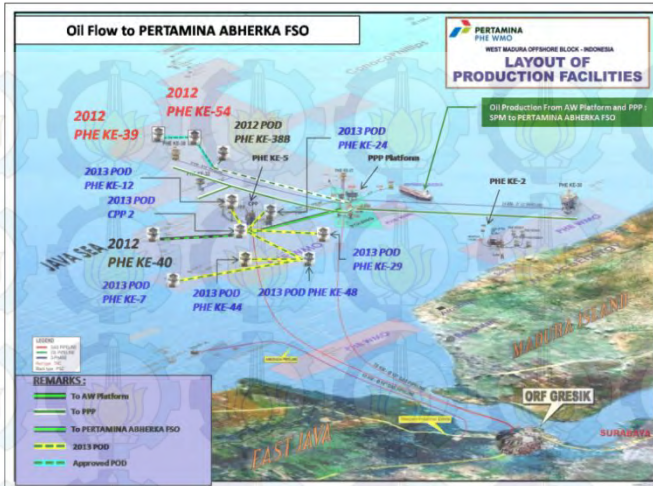 Oil Flow to PERTAMINA ABHERKA FSO
PERTAMINA
PHE WMO
WEST MADURA OFFSHORE BLOCK - INDONESIA
LAYOUT OF
PRODUCTION FACILITIES
ConocoPhillips
Oil Production From AW Platform and PPP :
SPM to PERTAMINA ABHERKA FSO
2012
PHE KE-54
2012
PHE KE-39
2012 POD
PHE KE-38B
2013 POD
PHE KE-24
PHE KE-5
PPP Platform
PHE KE-2
2013 POD
PHE KE-12
2013 POD
CPP 2
JAVA SEA
2012
PHE KE-40
2013 POD
PHE KE-29
2013 POD
PHE KE-7
2013 POD
PHE KE-44
2013 POD PHE KE-48
MADURA ISLAND
LEGEND
REMARKS :
To AW Platform
To PPP
To PERTAMINA ABHERKA FSO
2013 POD
Approved POD
EAST JAVA
ORF GRESIK
SURABAYA